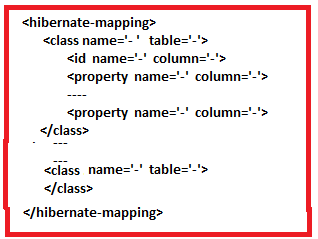 <hibernate-mapping>
<class name='- '  table='-'>
<id  name='-'  column='-'>
<property  name='-'  column='-'>
----
<property  name='-'  column='-'>
</class>
---
---
<class  name='-'  table='-'>
</class>
</hibernate-mapping>